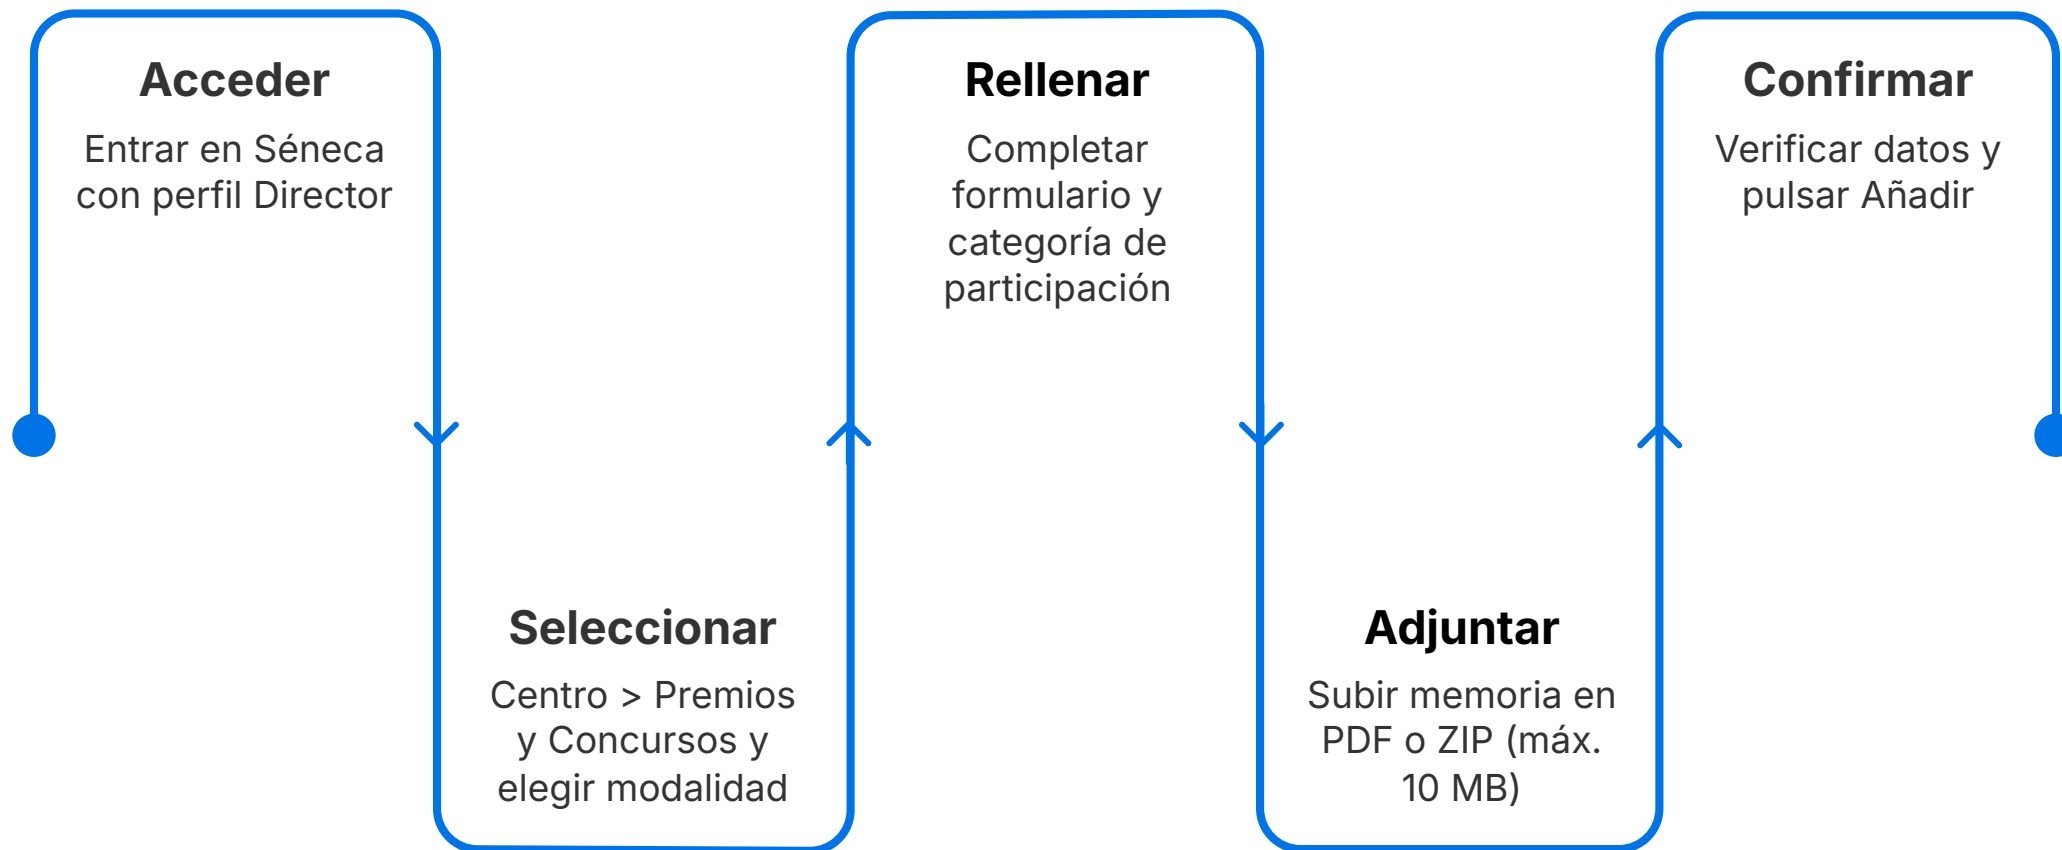 Acceder
Entrar en Séneca
con perfil Director
Seleccionar
Centro > Premios
y Concursos y
elegir modalidad
Rellenar
Completar
formulario y
categoría de
participación
Adjuntar
Subir memoria en
PDF o ZIP (máx.
10 MB)
Confirmar
Verificar datos y
pulsar Añadir